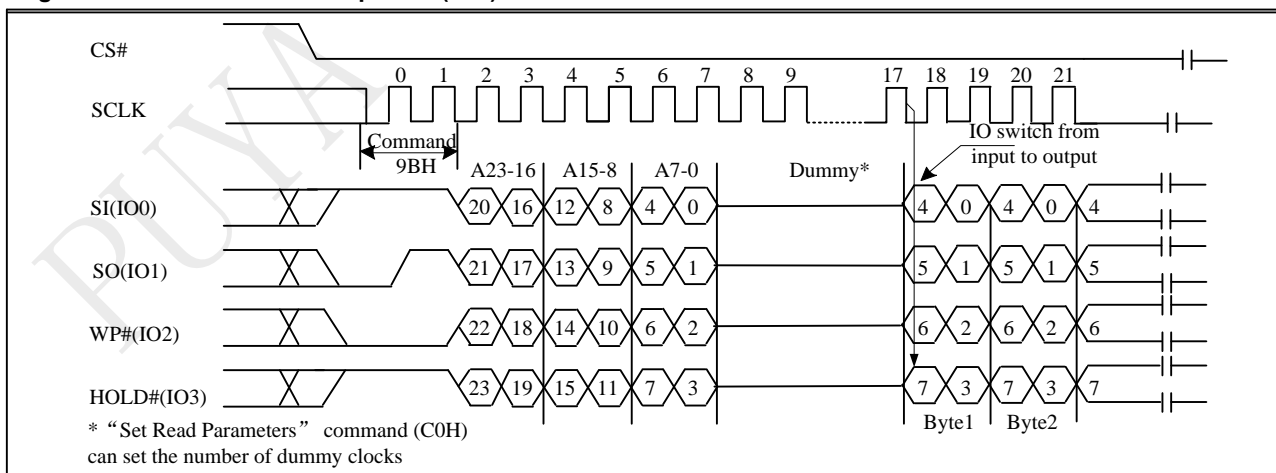 CS#
0 1 2 3 4 5 6 7 8 9 17 18 19 20 21
SCLK
IO switch from
input to output
Command
9BH
A23-16 A15-8 A7-0 Dummy*
SI(IO0) 20 16 12 8 4 0 4 0 4 0 4
SO(IO1) 21 17 13 9 5 1 5 1 5 1 5
WP#(IO2) 22 18 14 10 6 2 6 2 6 2 6
HOLD#(IO3) 23 19 15 11 7 3 7 3 7 3 7
Byte1 Byte2
* “Set Read Parameters” command (C0H)
can set the number of dummy clocks
PUYA